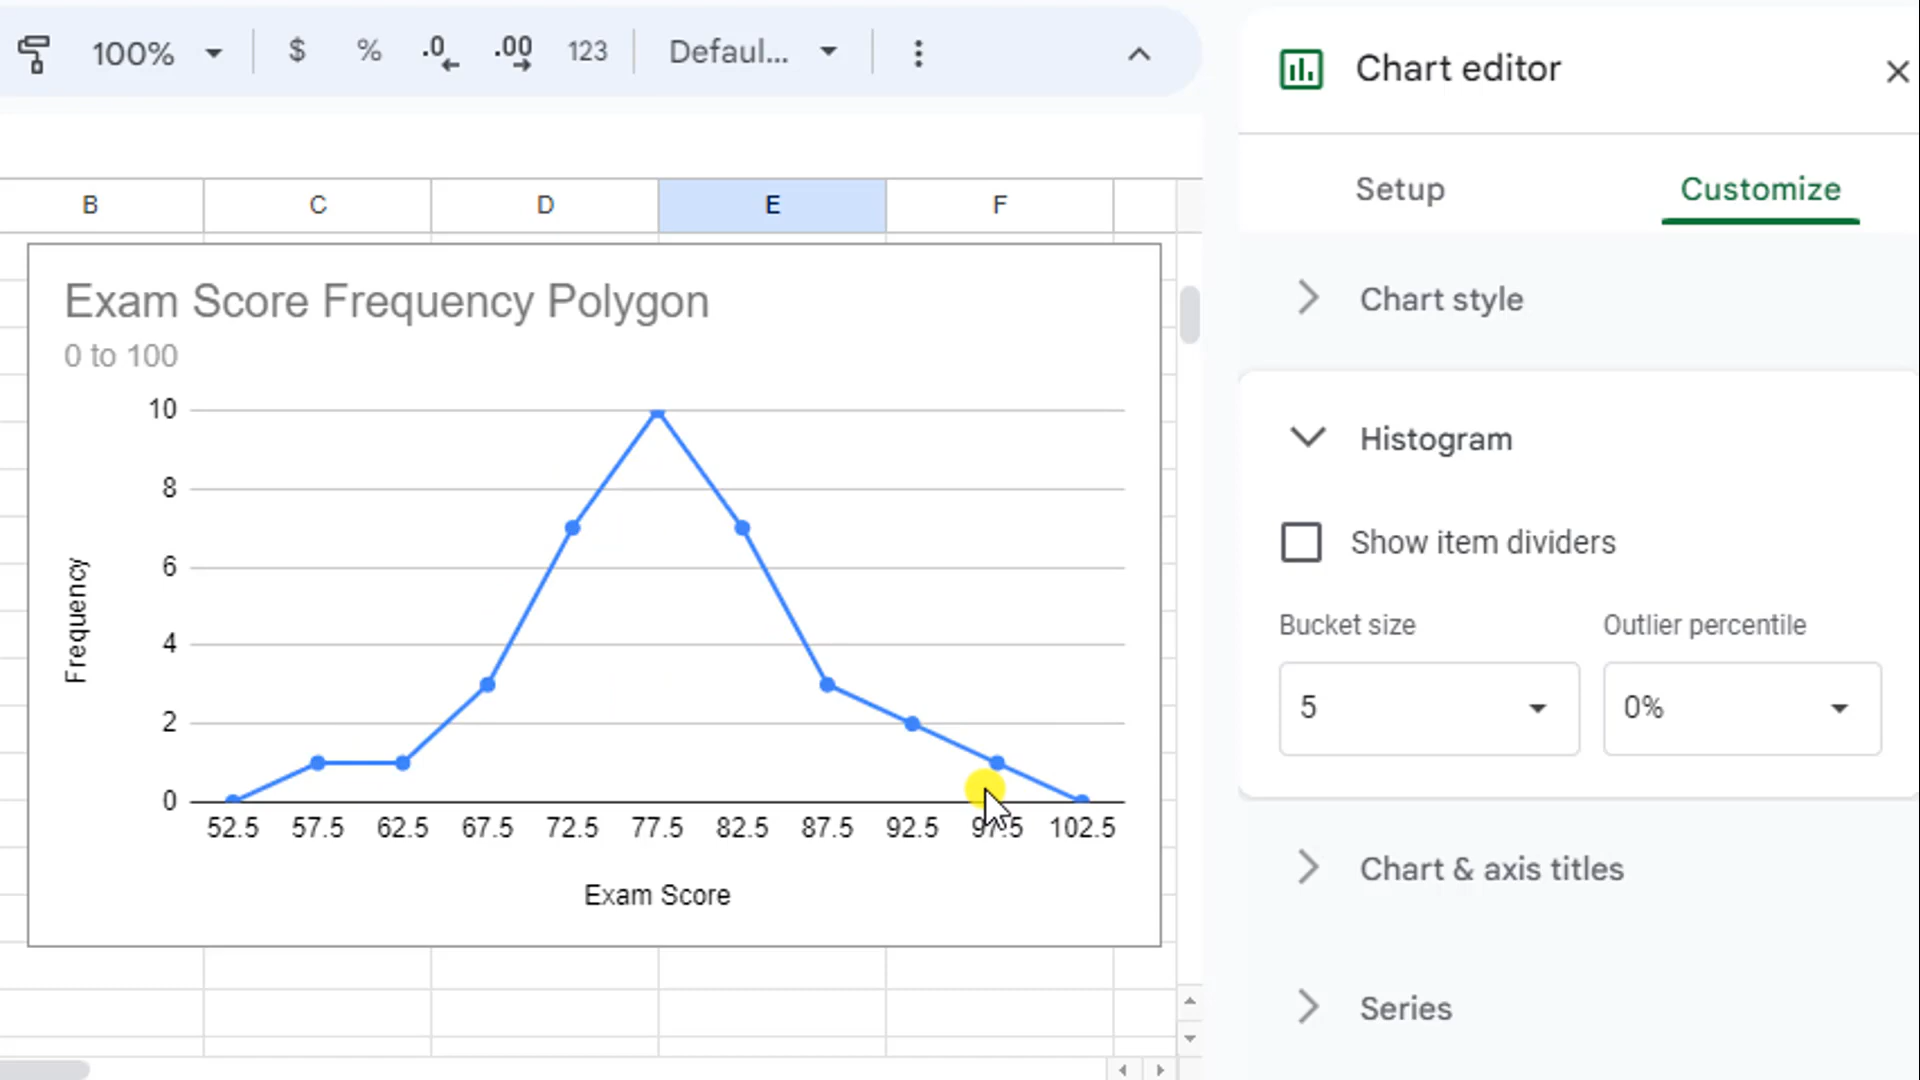 100% $ % .0 .00 123 Defaul...
Chart editor
B C D E F
Setup Customize
Exam Score Frequency Polygon
0 to 100
10
8
6
4
2
0
Frequency
52.5 57.5 62.5 67.5 72.5 77.5 82.5 87.5 92.5 97.5 102.5
Exam Score
Chart style
Histogram
Show item dividers
Bucket size Outlier percentile
5 0%
Chart & axis titles
Series